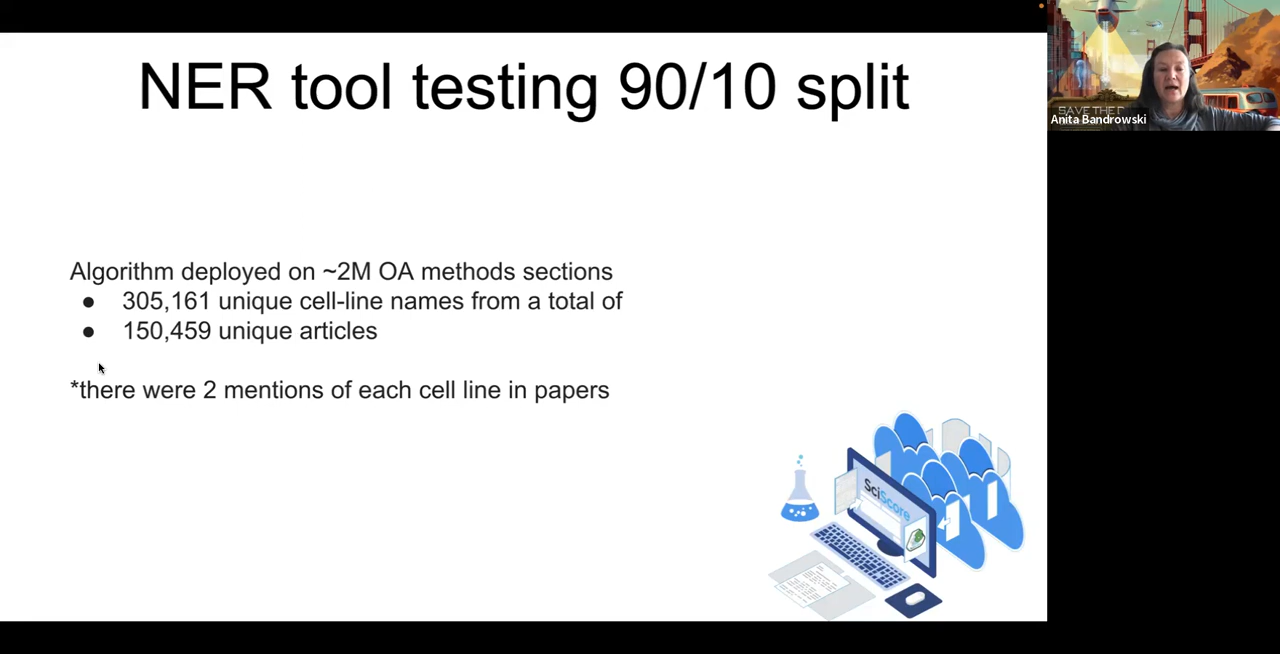 NER tool testing 90/10 split
SAVE THE
Anita Bandrowski
Algorithm deployed on ~2M OA methods sections
● 305,161 unique cell-line names from a total of
● 150,459 unique articles
*there were 2 mentions of each cell line in papers
SciScore